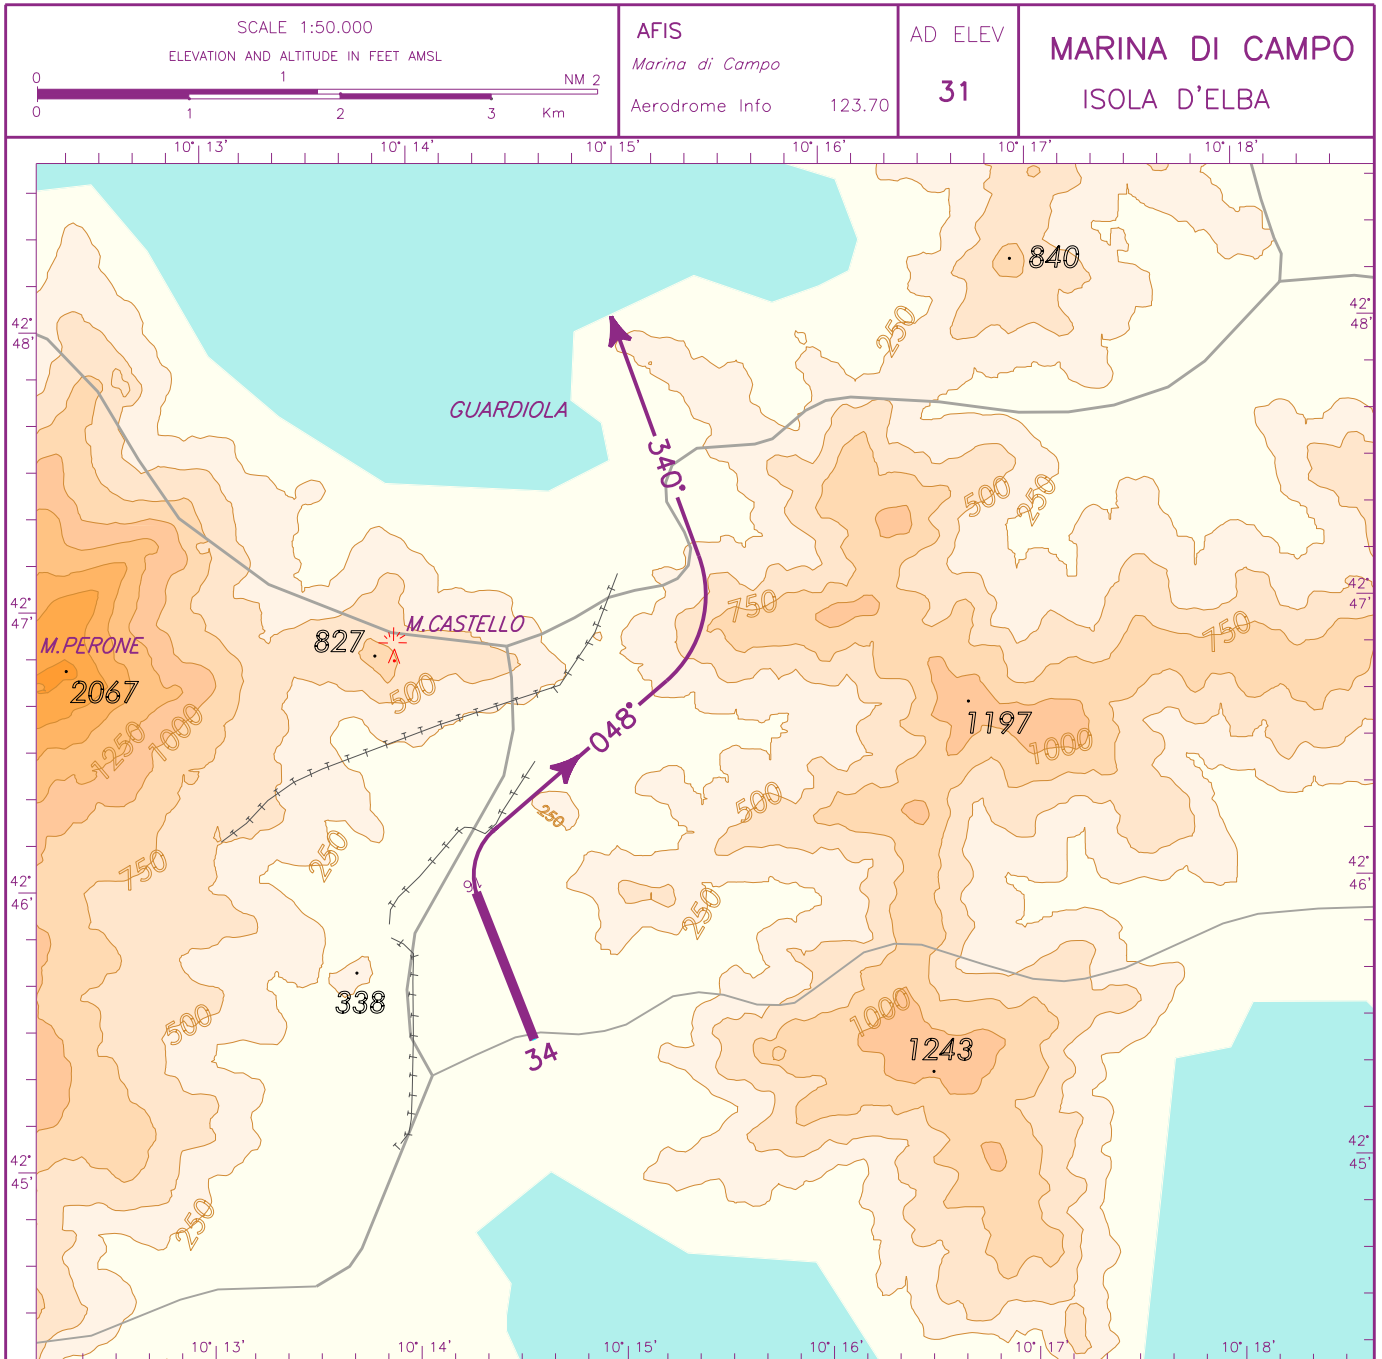 SCALE 1:50.000
ELEVATION AND ALTITUDE IN FEET AMSL
0 1 NM 2
0 1 2 3 Km
AFIS
Marina di Campo
Aerodrome Info 123.70
AD ELEV
31
MARINA DI CAMPO
ISOLA D'ELBA
10° 13' 10° 14' 10° 15' 10° 16' 10° 17' 10° 18'
840
42° 48'
42° 48'
250
GUARDIOLA
340°
500
250
42° 47'
42° 47'
750
750
M.CASTELLO
827
M.PERONE
2067
500
048°
1197
1000
1250
1000
500
250
250
750
42° 46'
42° 46'
16
250
338
500
1000
1243
34
42° 45'
42° 45'
250
10° 13' 10° 14' 10° 15' 10° 16' 10° 17' 10° 18'